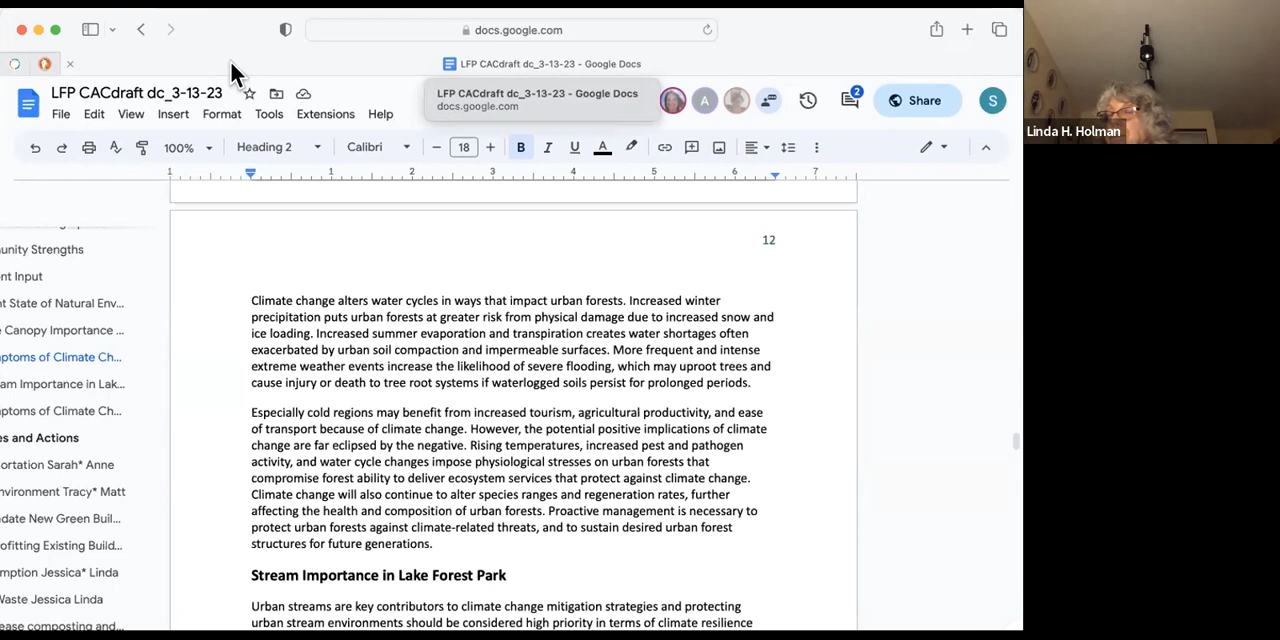 docs.google.com
LFP CACdraft dc_3-13-23 - Google Docs
LFP CACdraft dc_3-13-23
LFP CACdraft dc_3-13-23 - Google Docs
docs.google.com
A
2
Share
S
File Edit View Insert Format Tools Extensions Help
100% Heading 2 Calibri 18 B I U A
1 1 2 3 4 5 6 7
unity Strengths
nt Input
nt State of Natural Env...
e Canopy Importance ...
ptoms of Climate Ch...
am Importance in Lak...
ptoms of Climate Ch...
es and Actions
ortation Sarah* Anne
nvironment Tracy* Matt
ndate New Green Buil...
ofitting Existing Build...
mption Jessica* Linda
Waste Jessica Linda
ease composting and...
12
Climate change alters water cycles in ways that impact urban forests. Increased winter
precipitation puts urban forests at greater risk from physical damage due to increased snow and
ice loading. Increased summer evaporation and transpiration creates water shortages often
exacerbated by urban soil compaction and impermeable surfaces. More frequent and intense
extreme weather events increase the likelihood of severe flooding, which may uproot trees and
cause injury or death to tree root systems if waterlogged soils persist for prolonged periods.
Especially cold regions may benefit from increased tourism, agricultural productivity, and ease
of transport because of climate change. However, the potential positive implications of climate
change are far eclipsed by the negative. Rising temperatures, increased pest and pathogen
activity, and water cycle changes impose physiological stresses on urban forests that
compromise forest ability to deliver ecosystem services that protect against climate change.
Climate change will also continue to alter species ranges and regeneration rates, further
affecting the health and composition of urban forests. Proactive management is necessary to
protect urban forests against climate-related threats, and to sustain desired urban forest
structures for future generations.
Stream Importance in Lake Forest Park
Urban streams are key contributors to climate change mitigation strategies and protecting
urban stream environments should be considered high priority in terms of climate resilience
Linda H. Holman